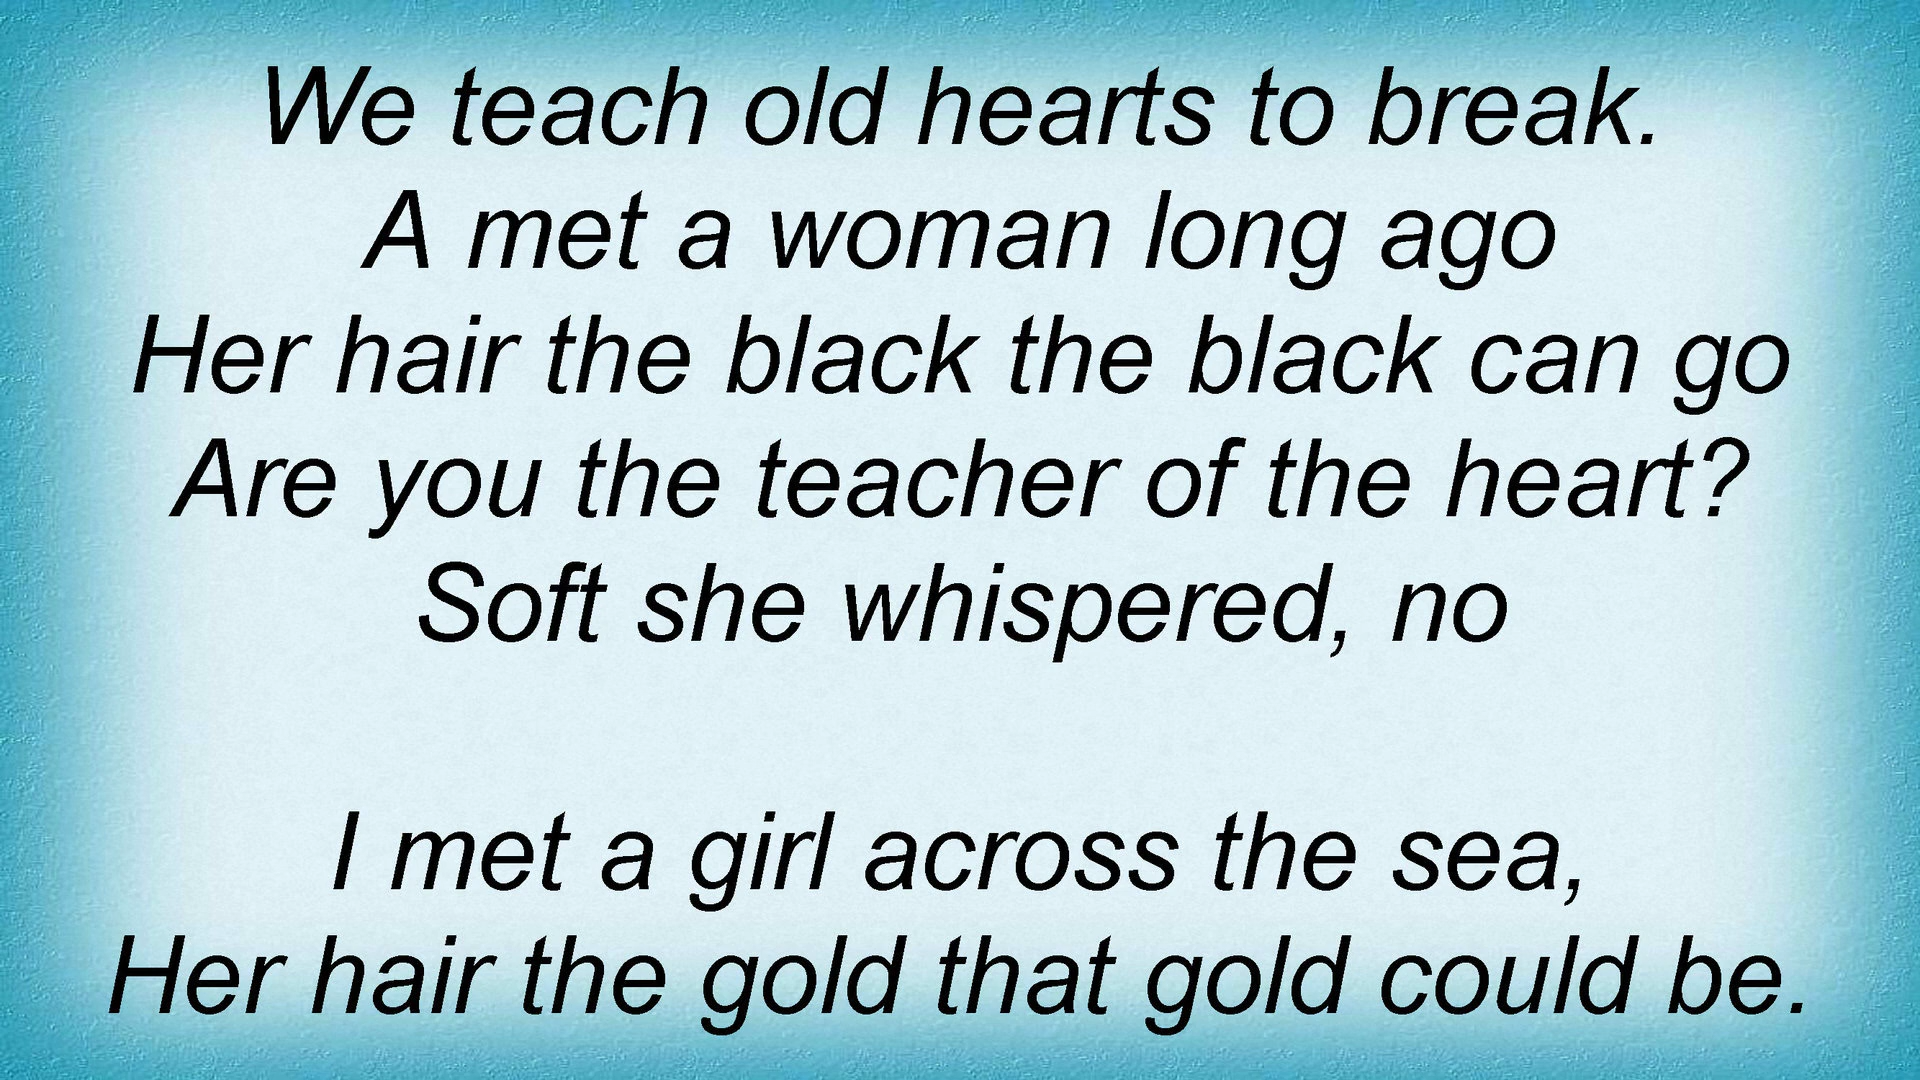 We teach old hearts to break.
A met a woman long ago
Her hair the black the black can go
Are you the teacher of the heart?
Soft she whispered, no
I met a girl across the sea,
Her hair the gold that gold could be.